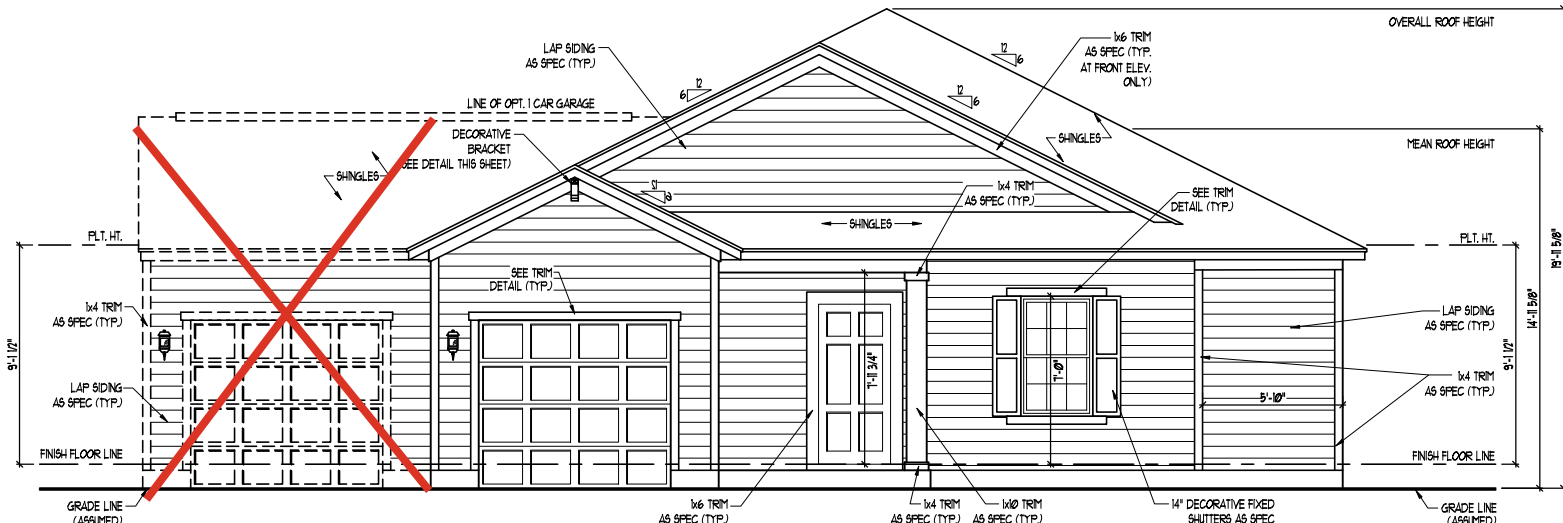 OVERALL ROOF HEIGHT
1x6 TRIM
AS SPEC (TYP.
AT FRONT ELEV.
ONLY)
LAP SIDING
AS SPEC (TYP.)
12
6
12
6
12
6
LINE OF OPT. 1 CAR GARAGE
DECORATIVE
BRACKET
(SEE DETAIL THIS SHEET)
SHINGLES
MEAN ROOF HEIGHT
SHINGLES
12
6
1x4 TRIM
AS SPEC (TYP.)
SEE TRIM
DETAIL (TYP.)
SHINGLES
PLT. HT.
PLT. HT.
19'-11 5/8"
SEE TRIM
DETAIL (TYP.)
1x4 TRIM
AS SPEC (TYP.)
LAP SIDING
AS SPEC (TYP.)
14'-11 5/8"
9'-1 1/2"
7'-11 3/4"
7'-0"
9'-1 1/2"
LAP SIDING
AS SPEC (TYP.)
1x4 TRIM
AS SPEC (TYP.)
5'-10"
FINISH FLOOR LINE
FINISH FLOOR LINE
GRADE LINE
(ASSUMED)
1x6 TRIM
AS SPEC (TYP.)
1x4 TRIM
AS SPEC (TYP.)
1x10 TRIM
AS SPEC (TYP.)
14" DECORATIVE FIXED
SHUTTERS AS SPEC
GRADE LINE
(ASSUMED)